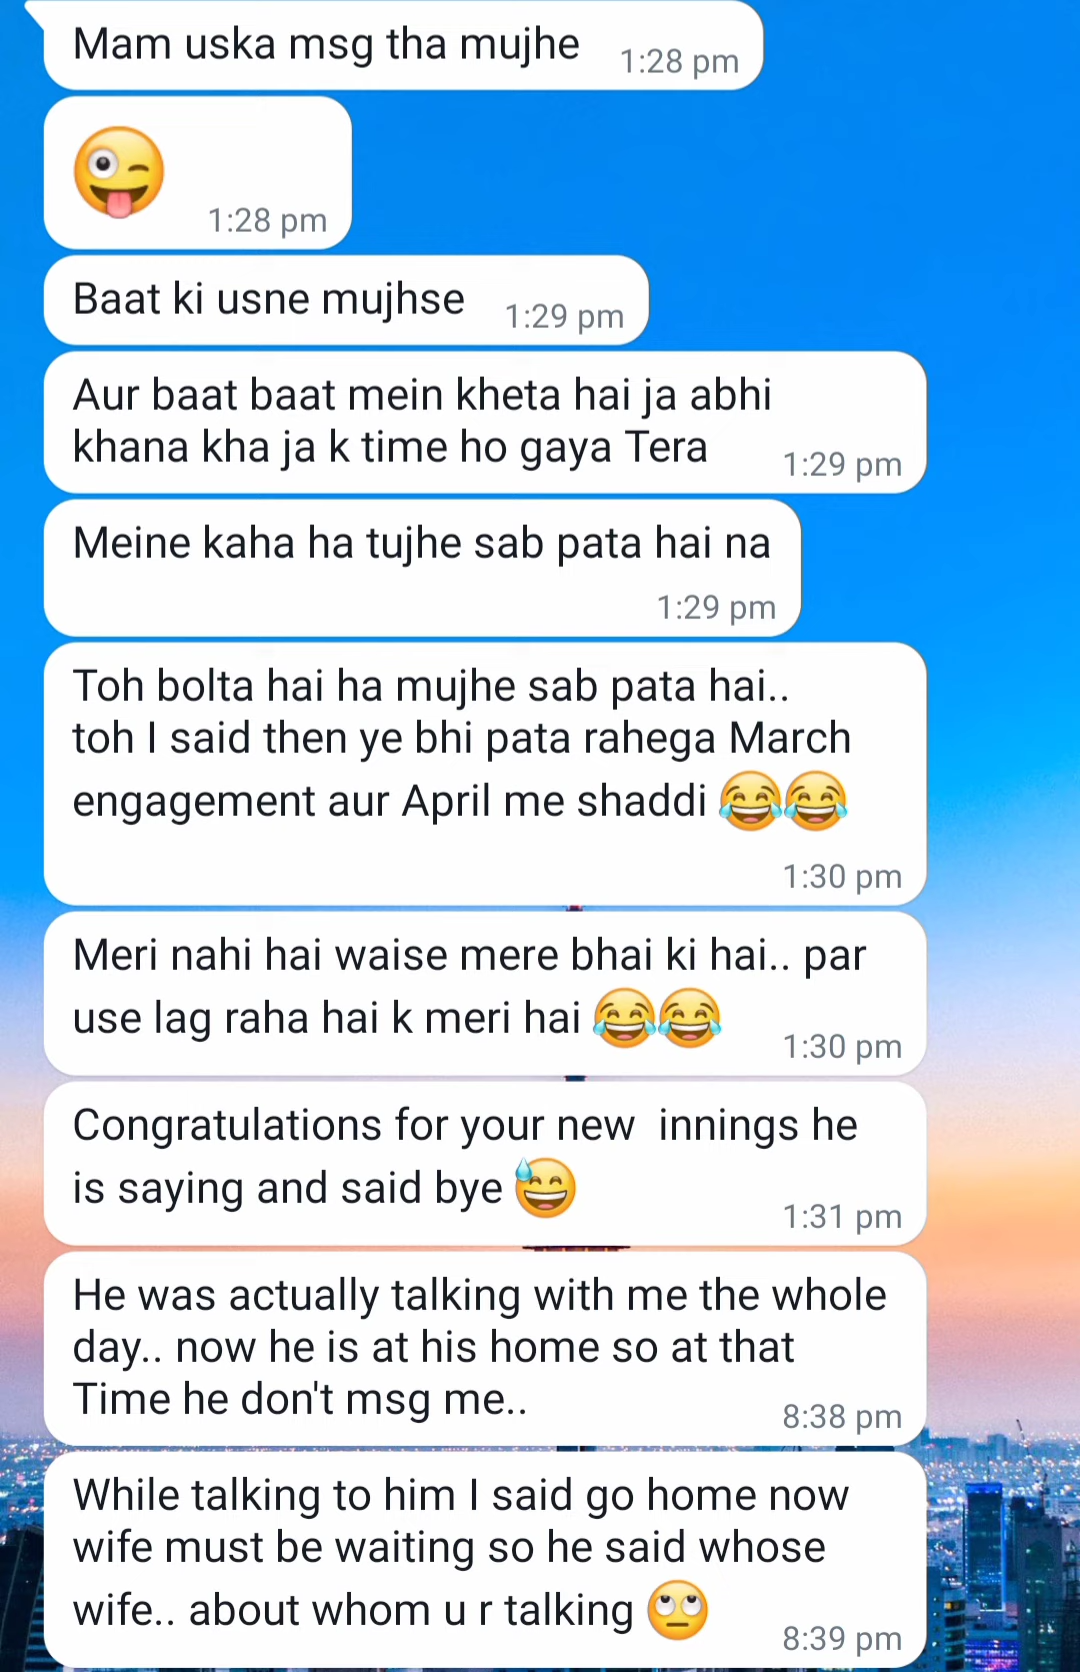 Mam uska msg tha mujhe 1:28 pm
😜
1:28 pm
Baat ki usne mujhse 1:29 pm
Aur baat baat mein kheta hai ja abhi
khana kha ja k time ho gaya Tera 1:29 pm
Meine kaha ha tujhe sab pata hai na
1:29 pm
Toh bolta hai ha mujhe sab pata hai..
toh I said then ye bhi pata rahega March
engagement aur April me shaddi 😂😂
1:30 pm
Meri nahi hai waise mere bhai ki hai.. par
use lag raha hai k meri hai 😂😂 1:30 pm
Congratulations for your new  innings he
is saying and said bye 😅 1:31 pm
He was actually talking with me the whole
day.. now he is at his home so at that
Time he don't msg me.. 8:38 pm
While talking to him I said go home now
wife must be waiting so he said whose
wife.. about whom u r talking 🙄 8:39 pm